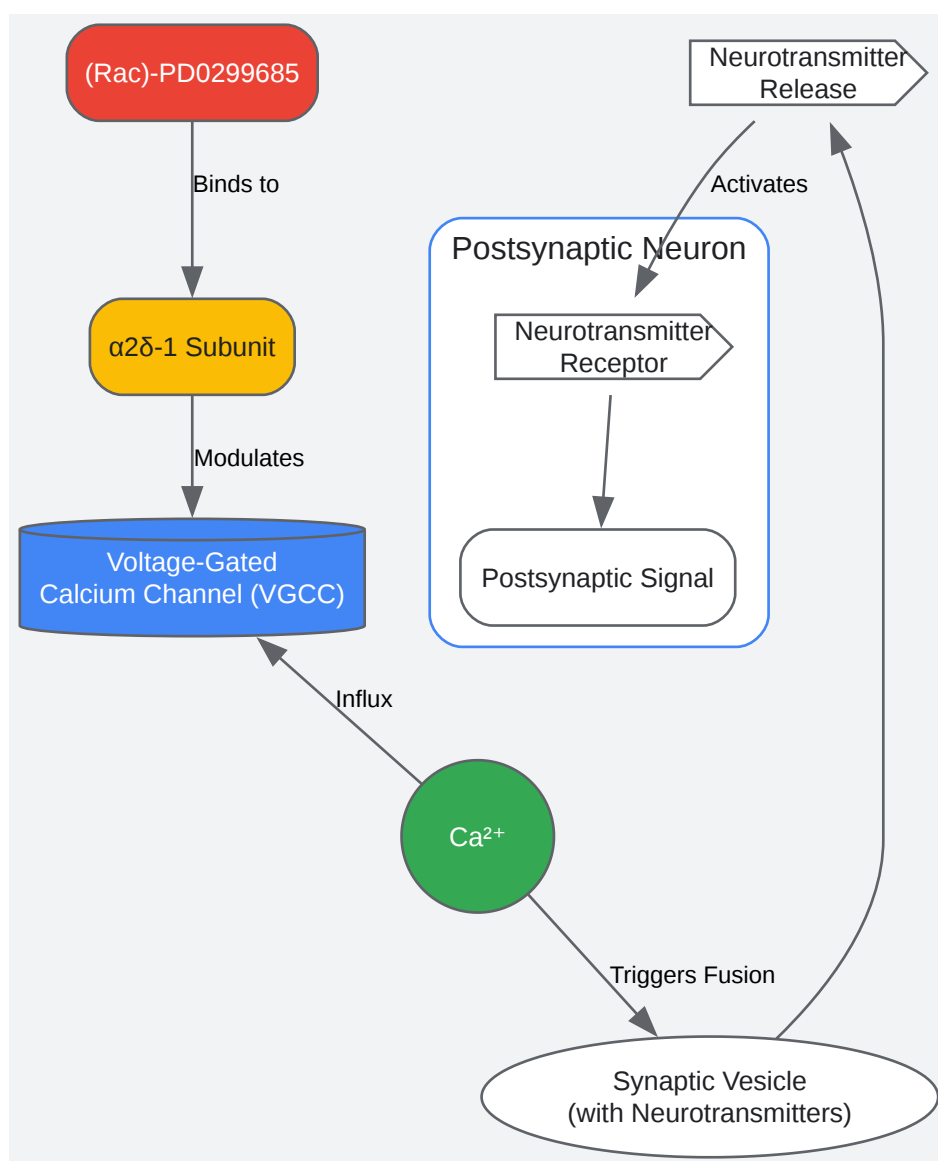 (Rac)-PD0299685
Neurotransmitter
Release
Binds to
Activates
Postsynaptic Neuron
α2δ-1 Subunit
Neurotransmitter
Receptor
Modulates
Voltage-Gated
Calcium Channel (VGCC)
Postsynaptic Signal
Influx
Ca²⁺
Triggers Fusion
Synaptic Vesicle
(with Neurotransmitters)